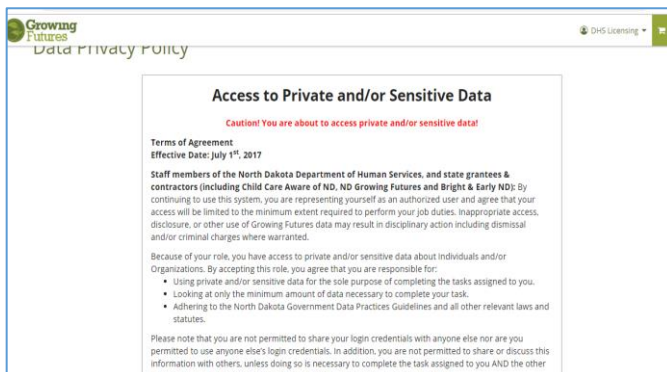 Growing
Futures
DHS Licensing
Data Privacy Policy
Access to Private and/or Sensitive Data
Caution! You are about to access private and/or sensitive data!
Terms of Agreement
Effective Date: July 1st, 2017
Staff members of the North Dakota Department of Human Services, and state grantees &
contractors (including Child Care Aware of ND, ND Growing Futures and Bright & Early ND): By
continuing to use this system, you are representing yourself as an authorized user and agree that your
access will be limited to the minimum extent required to perform your job duties. Inappropriate access,
disclosure, or other use of Growing Futures data may result in disciplinary action including dismissal
and/or criminal charges where warranted.
Because of your role, you have access to private and/or sensitive data about Individuals and/or
Organizations. By accepting this role, you agree that you are responsible for:
• Using private and/or sensitive data for the sole purpose of completing the tasks assigned to you.
• Looking at only the minimum amount of data necessary to complete your task.
• Adhering to the North Dakota Government Data Practices Guidelines and all other relevant laws and
statutes.
Please note that you are not permitted to share your login credentials with anyone else nor are you
permitted to use anyone else's login credentials. In addition, you are not permitted to share or discuss this
information with others, unless doing so is necessary to complete the task assigned to you AND the other